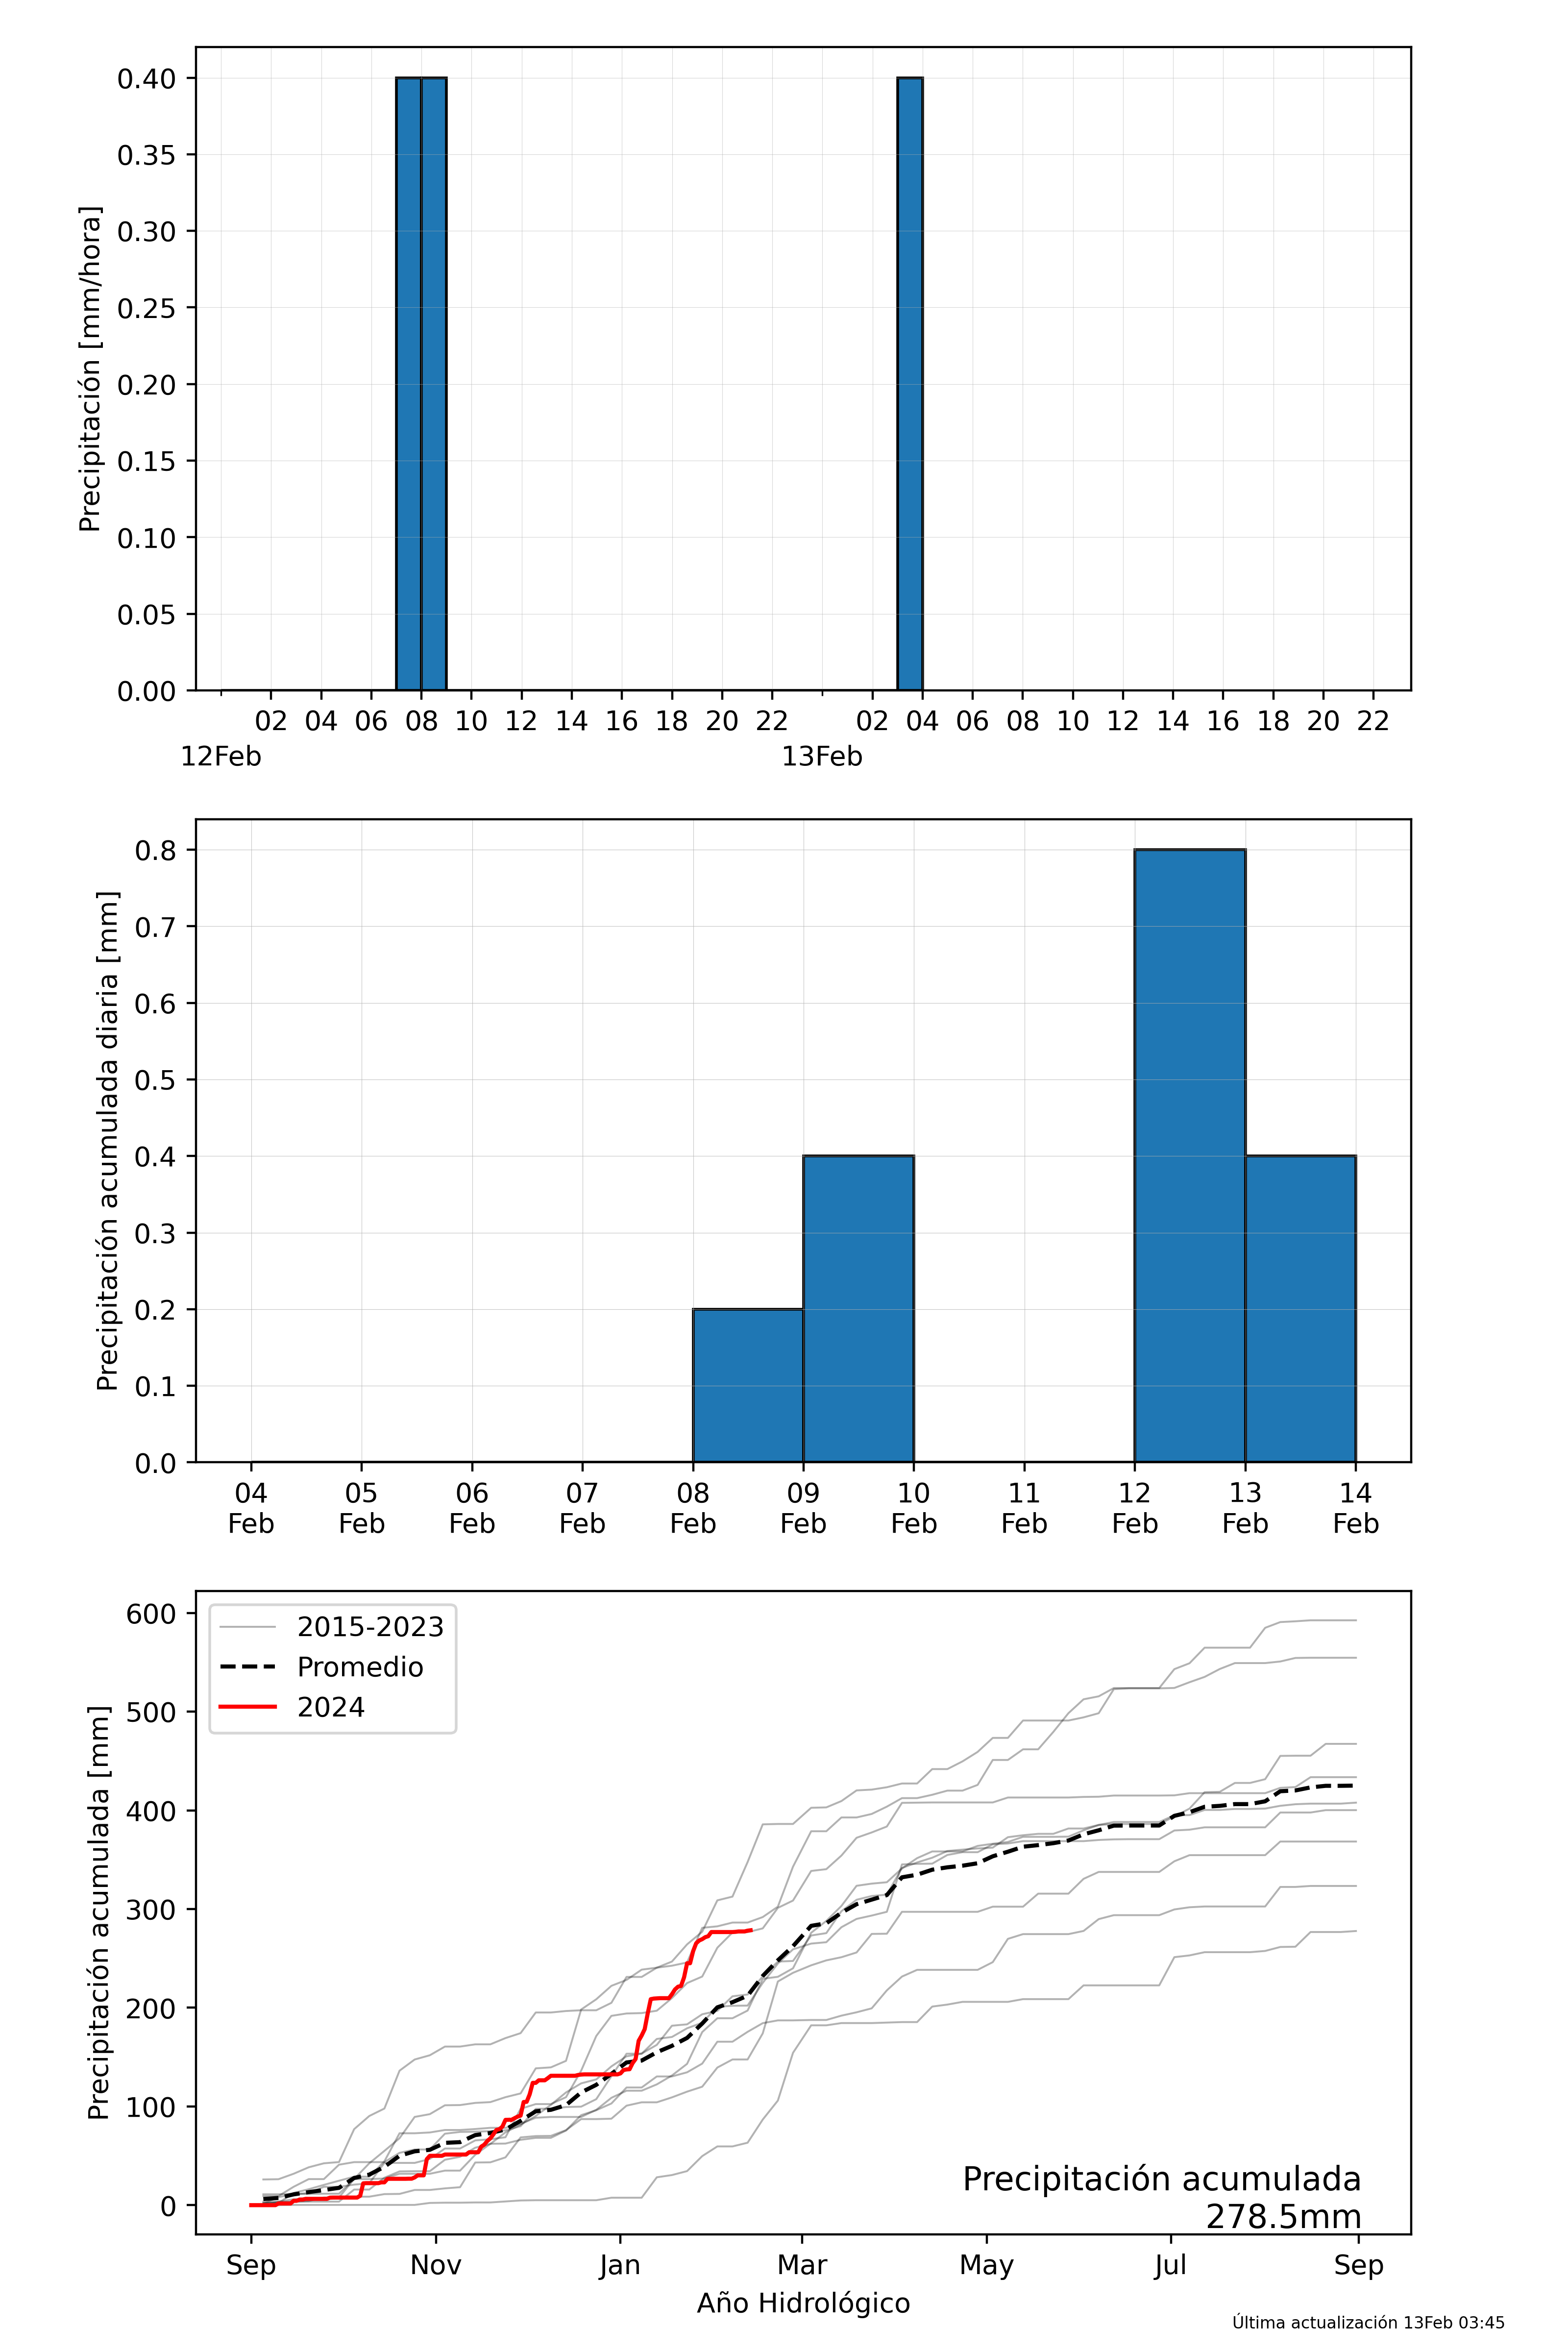 Precipitación [mm/hora]
0.40
0.35
0.30
0.25
0.20
0.15
0.10
0.05
0.00
02 04 06 08 10 12 14 16 18 20 22 02 04 06 08 10 12 14 16 18 20 22
12Feb 13Feb
Precipitación acumulada diaria [mm]
0.8
0.7
0.6
0.5
0.4
0.3
0.2
0.1
0.0
04 05 06 07 08 09 10 11 12 13 14
Feb Feb Feb Feb Feb Feb Feb Feb Feb Feb Feb
Precipitación acumulada [mm]
600
500
400
300
200
100
0
2015-2023
Promedio
2024
Precipitación acumulada
278.5mm
Sep Nov Jan Mar May Jul Sep
Año Hidrológico
Última actualización 13Feb 03:45